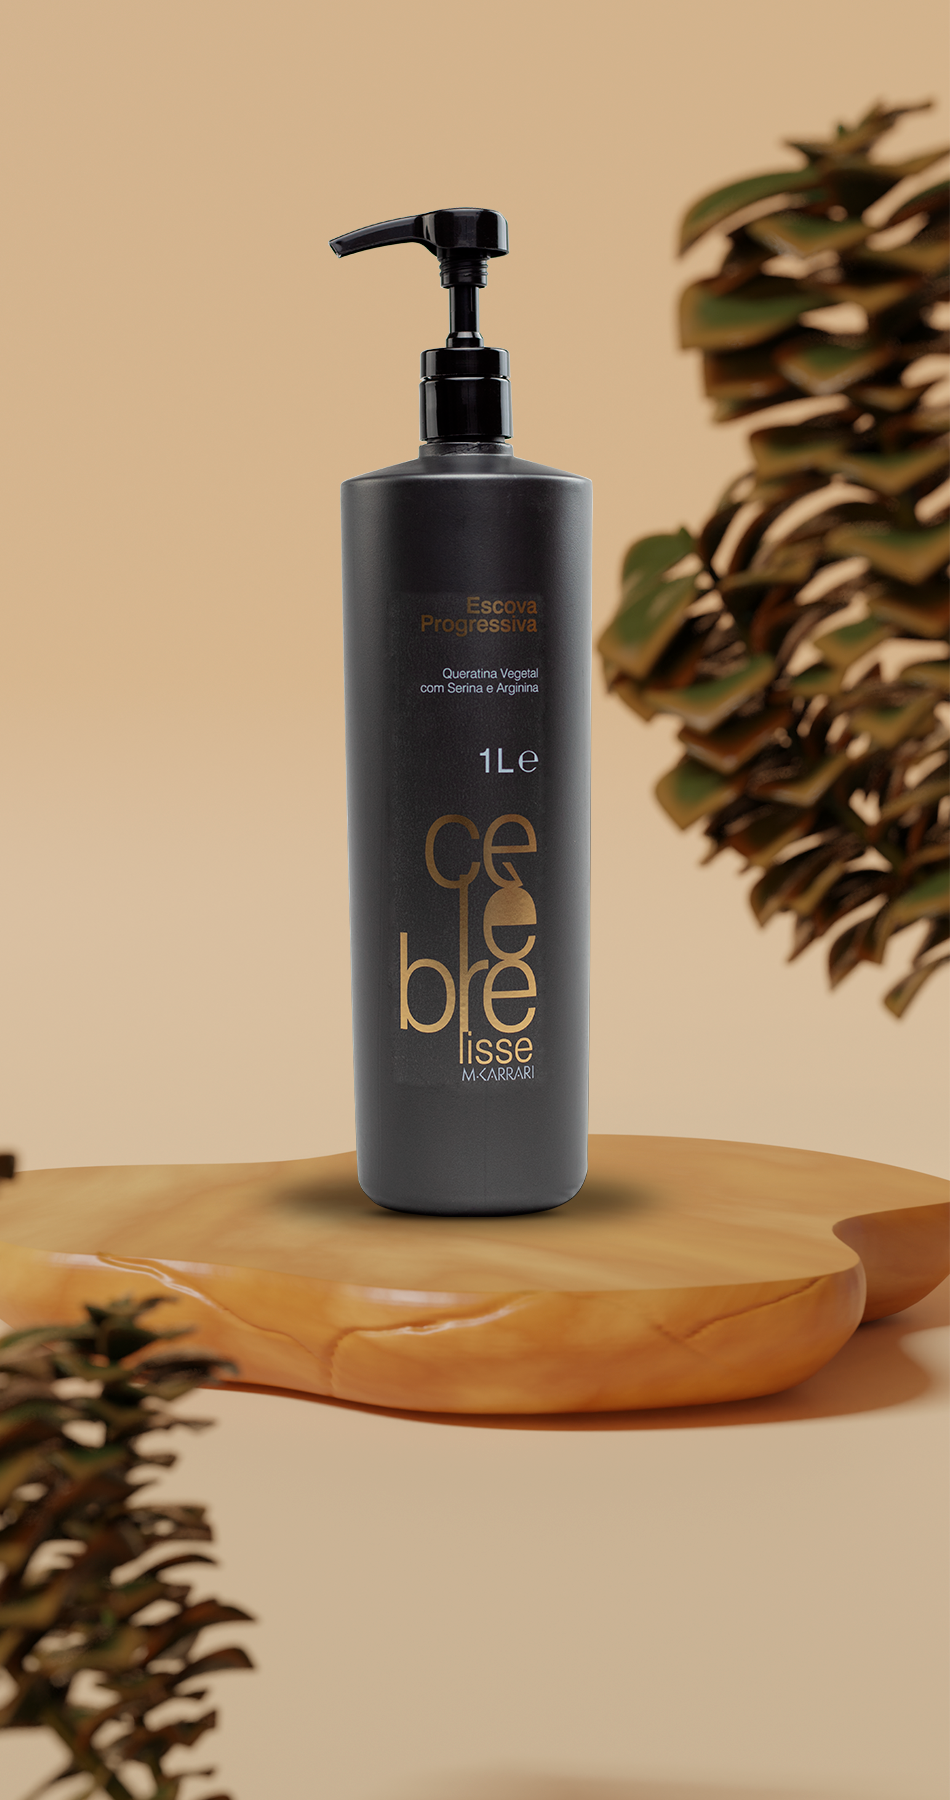 Escova
Progressiva
Queratina Vegetal
com Serina e Arginina
1L e
ce
le
bre
lisse
M·CARRARI